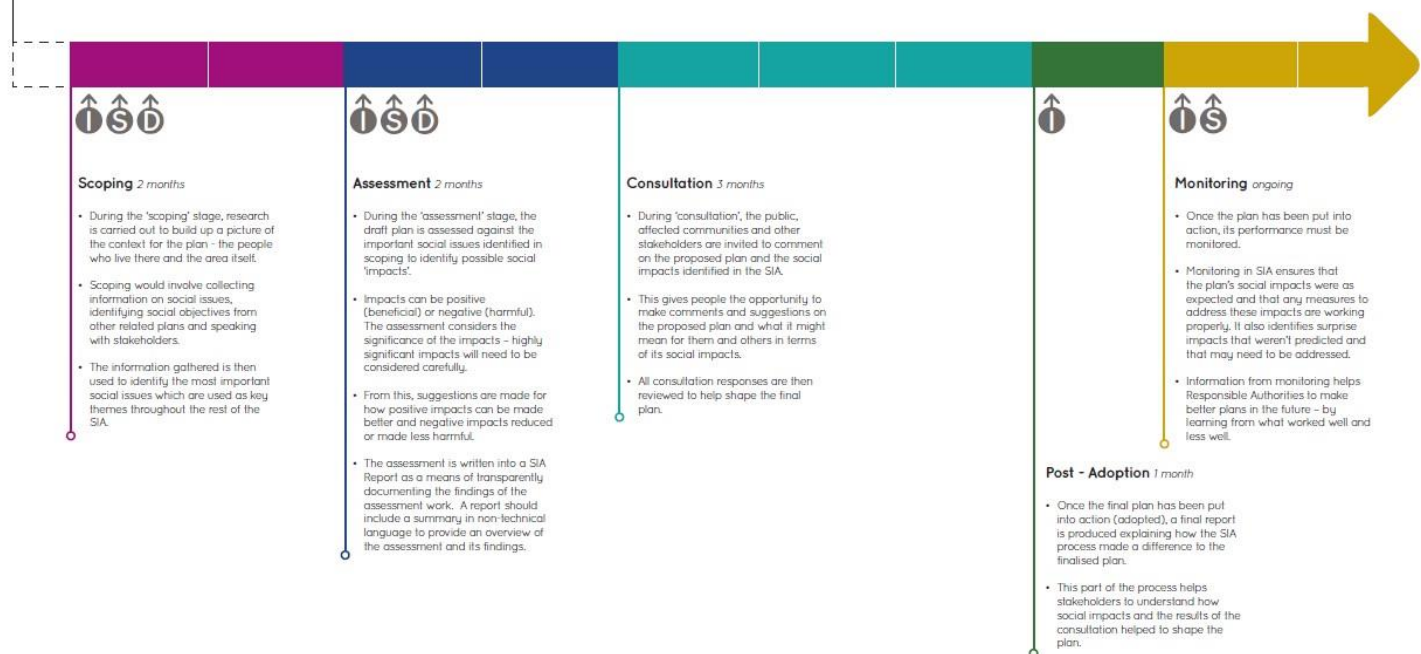 I S D
I S D
I
I S
Scoping 2 months
• During the ‘scoping’ stage, research
is carried out to build up a picture of
the context for the plan - the people
who live there and the area itself.
• Scoping would involve collecting
information on social issues,
identifying social objectives from
other related plans and speaking
with stakeholders.
• The information gathered is then
used to identify the most important
social issues which are used as key
themes throughout the rest of the
SIA.
Assessment 2 months
• During the ‘assessment’ stage, the
draft plan is assessed against the
important social issues identified in
scoping to identify possible social
‘impacts’.
• Impacts can be positive
(beneficial) or negative (harmful).
The assessment considers the
significance of the impacts – highly
significant impacts will need to be
considered carefully.
• From this, suggestions are made for
how positive impacts can be made
better and negative impacts reduced
or made less harmful.
• The assessment is written into a SIA
Report as a means of transparently
documenting the findings of the
assessment work. A report should
include a summary in non-technical
language to provide an overview of
the assessment and its findings.
Consultation 3 months
• During ‘consultation’, the public,
affected communities and other
stakeholders are invited to comment
on the proposed plan and the social
impacts identified in the SIA.
• This gives people the opportunity to
make comments and suggestions on
the proposed plan and what it might
mean for them and others in terms
of its social impacts.
• All consultation responses are then
reviewed to help shape the final
plan.
Monitoring ongoing
• Once the plan has been put into
action, its performance must be
monitored.
• Monitoring in SIA ensures that
the plan’s social impacts were as
expected and that any measures to
address these impacts are working
properly. It also identifies surprise
impacts that weren’t predicted and
that may need to be addressed.
• Information from monitoring helps
Responsible Authorities to make
better plans in the future – by
learning from what worked well and
less well.
Post - Adoption 1 month
• Once the final plan has been put
into action (adopted), a final report
is produced explaining how the SIA
process made a difference to the
finalised plan.
• This part of the process helps
stakeholders to understand how
social impacts and the results of the
consultation helped to shape the
plan.